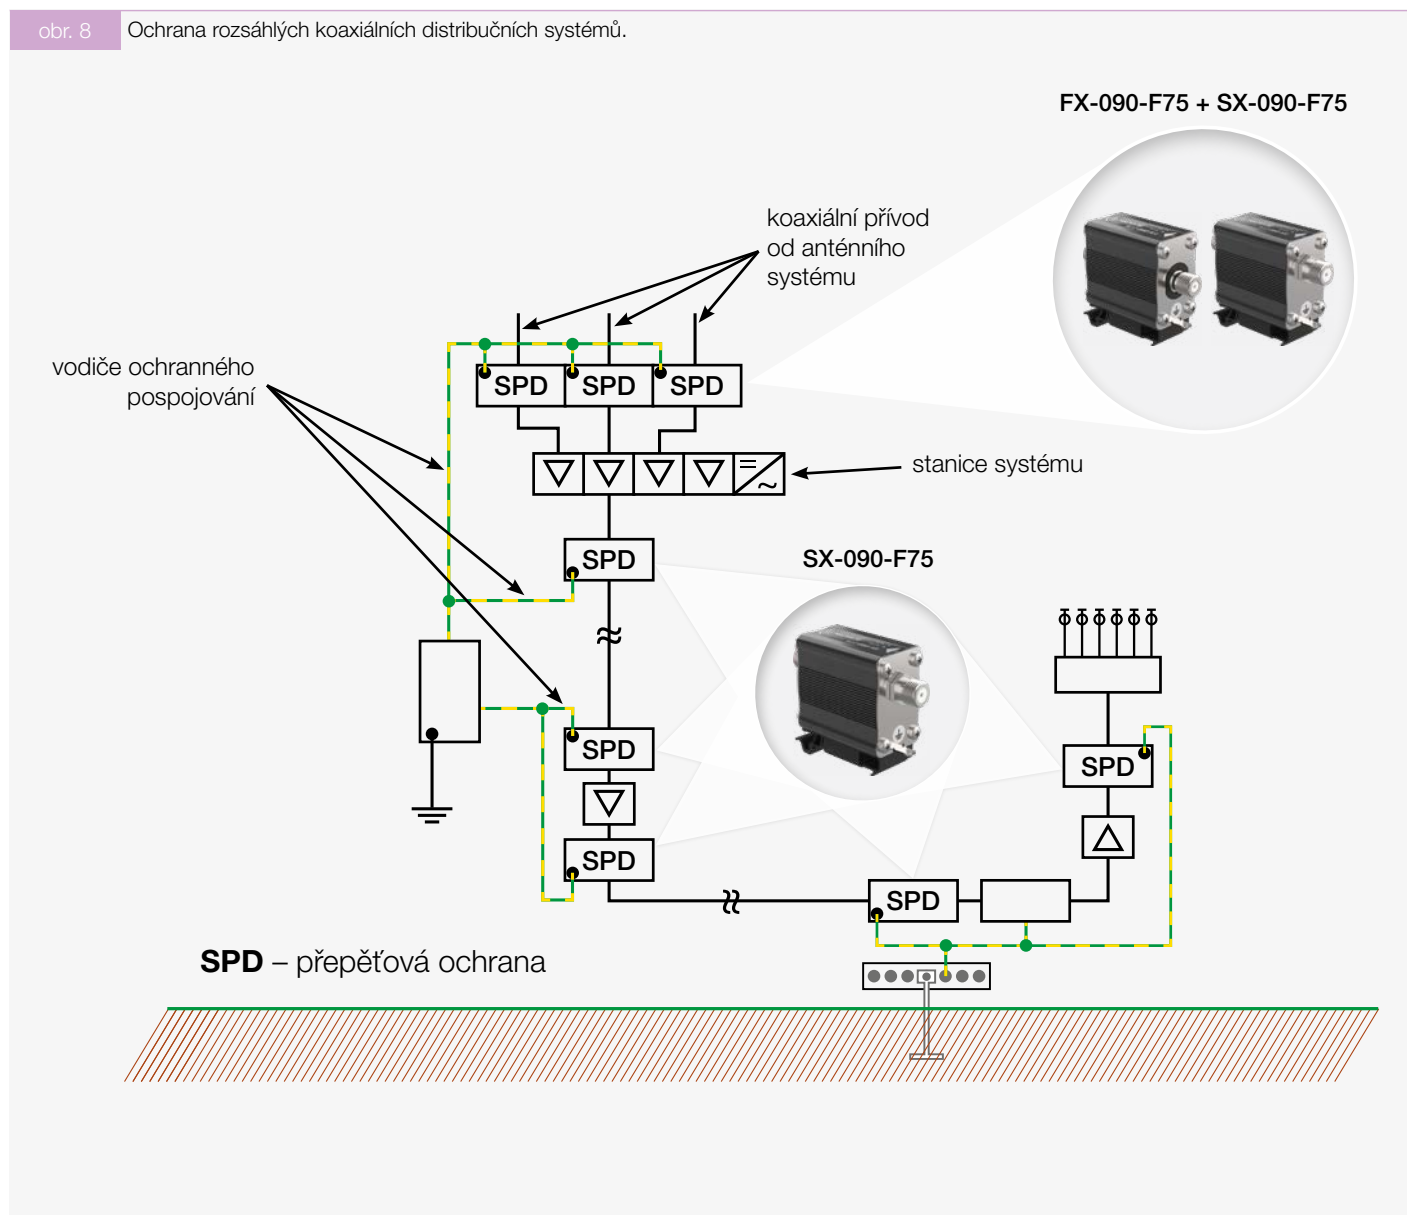 obr. 8
Ochrana rozsáhlých koaxiálních distribučních systémů.
FX-090-F75 + SX-090-F75
koaxiální přívod
od anténního
systému
vodiče ochranného
pospojování
SPD
SPD
SPD
stanice systému
SPD
SX-090-F75
SPD
SPD
SPD
SPD
SPD – přepěťová ochrana